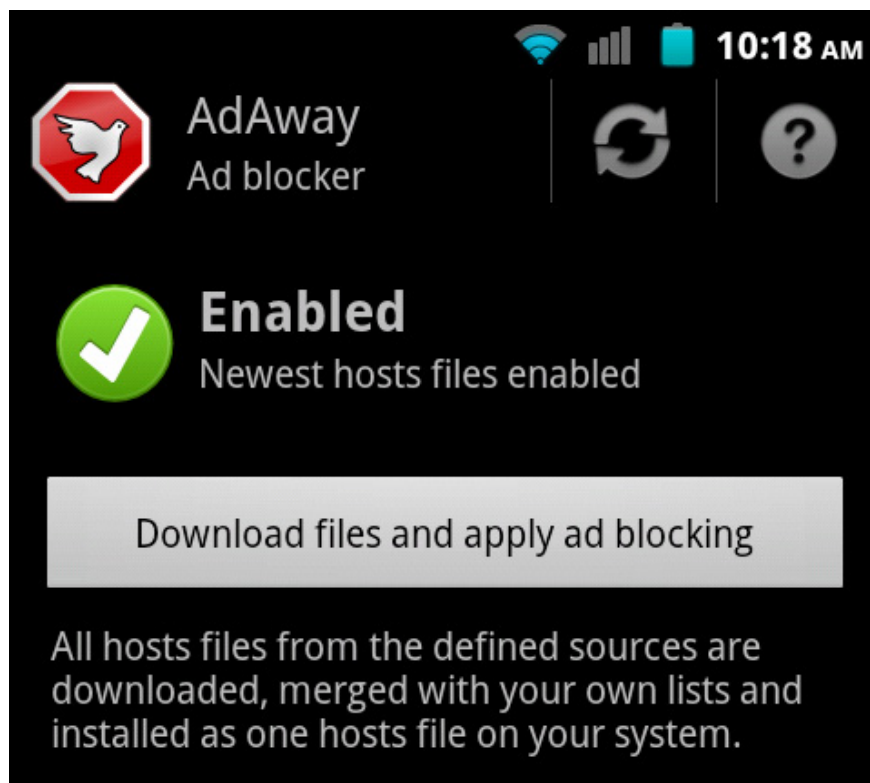 10:18 AM
AdAway
Ad blocker
?
Enabled
Newest hosts files enabled
Download files and apply ad blocking
All hosts files from the defined sources are
downloaded, merged with your own lists and
installed as one hosts file on your system.